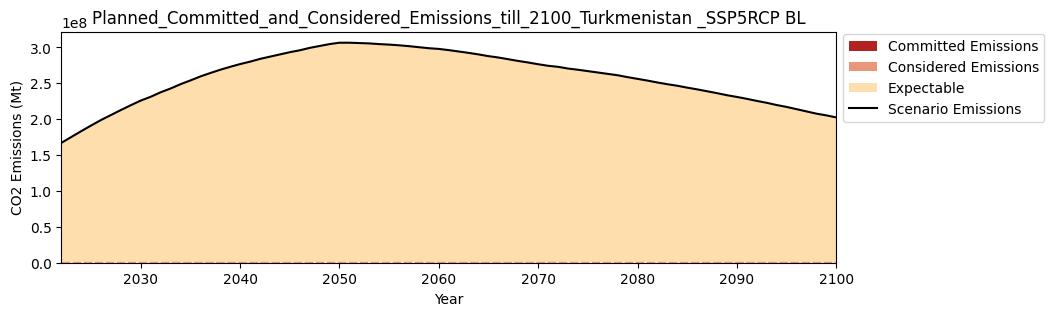 Planned_Committed_and_Considered_Emissions_till_2100_Turkmenistan _SSP5RCP BL
1e8
3.0
2.5
2.0
1.5
1.0
0.5
0.0
CO2 Emissions (Mt)
2030 2040 2050 2060 2070 2080 2090 2100
Year
Committed Emissions
Considered Emissions
Expectable
Scenario Emissions